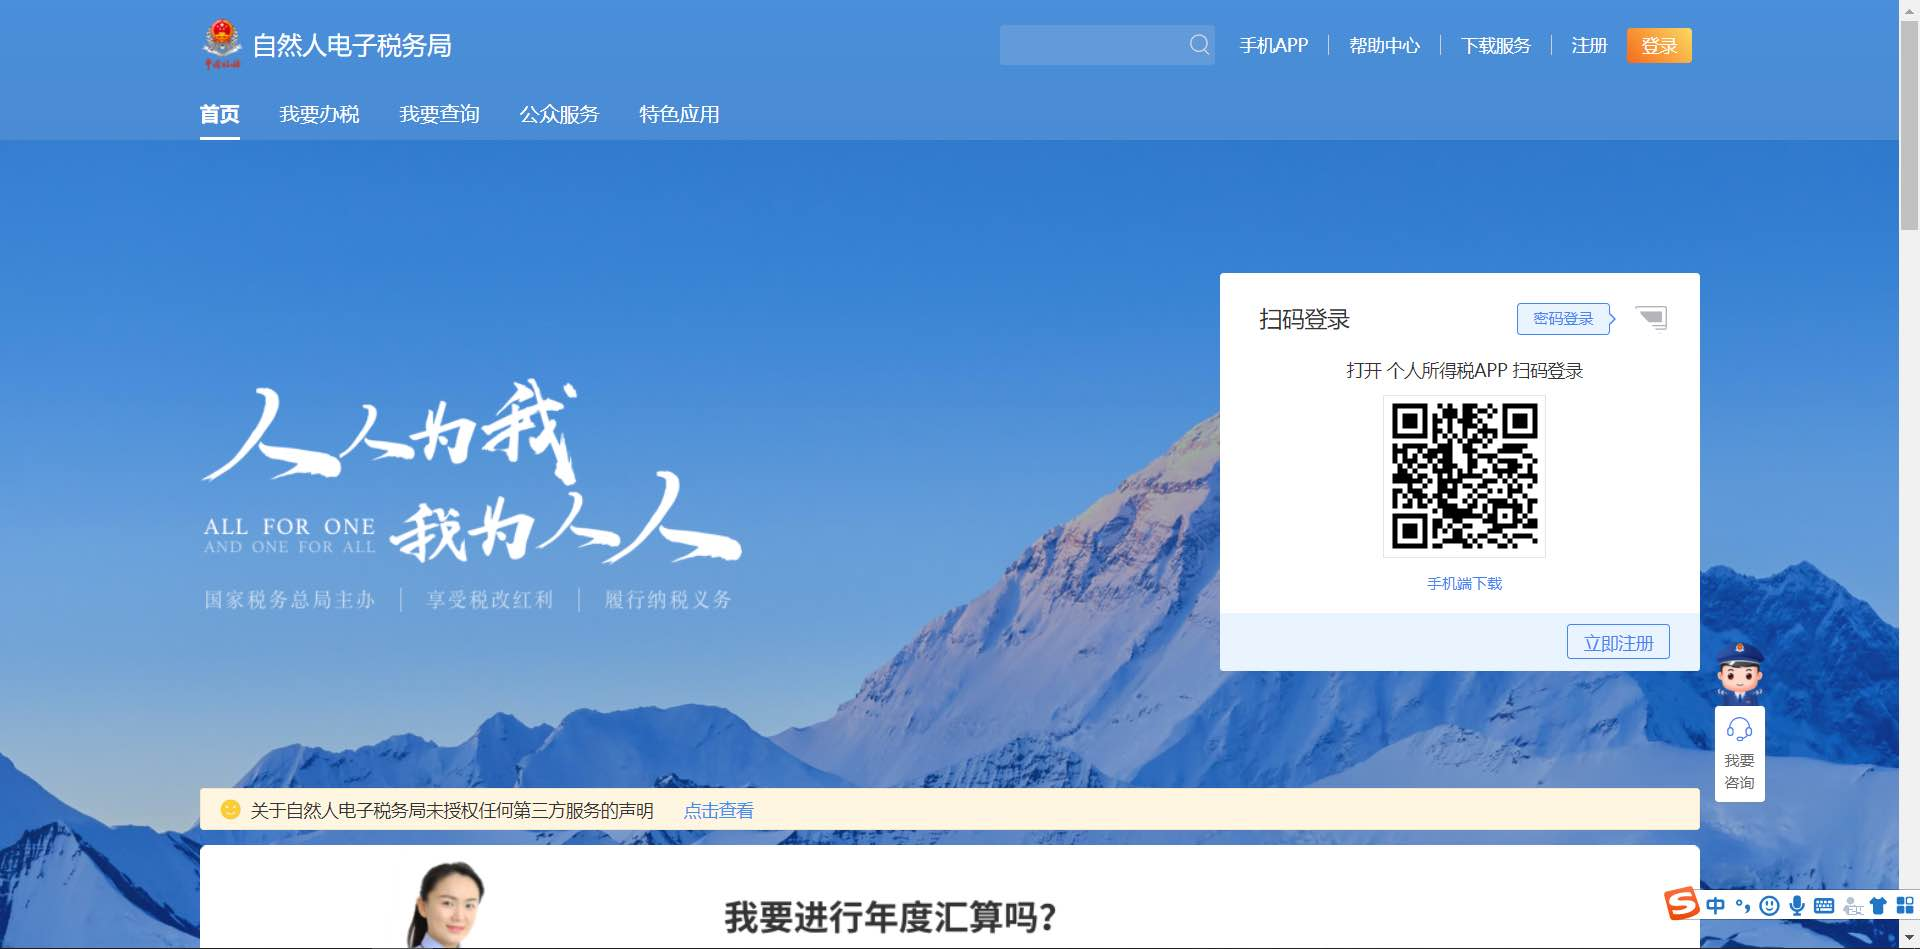 自然人电子税务局
手机APP
帮助中心
下载服务
注册
登录
首页
我要办税
我要查询
公众服务
特色应用
扫码登录
密码登录
打开 个人所得税APP 扫码登录
手机端下载
立即注册
人人为我
我为人人
ALL FOR ONE
AND ONE FOR ALL
国家税务总局主办
享受税改红利
履行纳税义务
我要
咨询
关于自然人电子税务局未授权任何第三方服务的声明
点击查看
我要进行年度汇算吗?
中